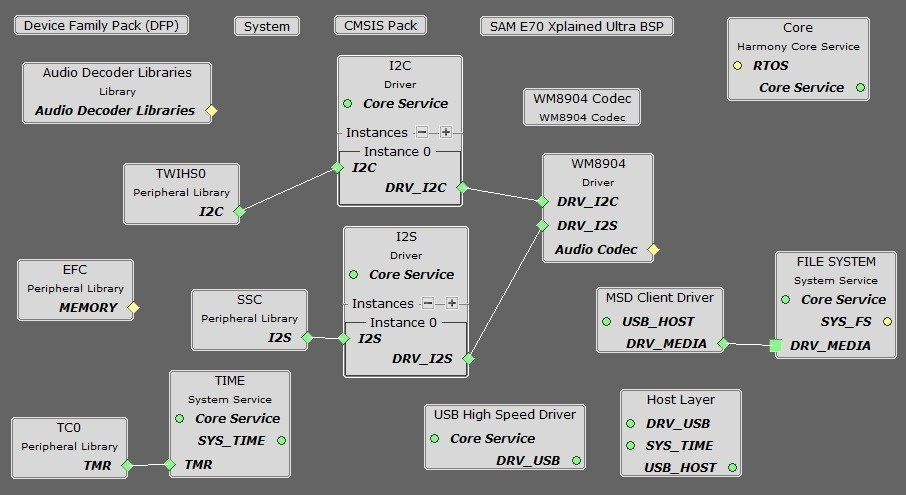 Device Family Pack (DFP)
System
CMSIS Pack
SAM E70 Xplained Ultra BSP
Core
Harmony Core Service
RTOS
Core Service
Audio Decoder Libraries
Library
Audio Decoder Libraries
I2C
Driver
Core Service
Instances
Instance 0
I2C
DRV_I2C
WM8904 Codec
WM8904 Codec
TWIHS0
Peripheral Library
I2C
WM8904
Driver
DRV_I2C
DRV_I2S
Audio Codec
I2S
Driver
Core Service
Instances
Instance 0
I2S
DRV_I2S
EFC
Peripheral Library
MEMORY
SSC
Peripheral Library
I2S
MSD Client Driver
USB_HOST
DRV_MEDIA
FILE SYSTEM
System Service
Core Service
SYS_FS
DRV_MEDIA
TIME
System Service
Core Service
SYS_TIME
TMR
TC0
Peripheral Library
TMR
USB High Speed Driver
Core Service
DRV_USB
Host Layer
DRV_USB
SYS_TIME
USB_HOST